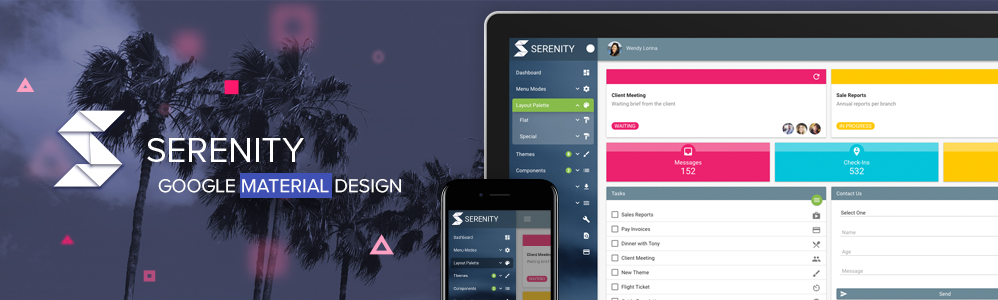 SERENITY
GOOGLE MATERIAL DESIGN
SERENITY
Wendy Lorina
Dashboard
Menu Modes
Layout Palette
Flat
Special
Themes
Components
Client Meeting
Waiting brief from the client
WAITING
Sale Reports
Annual reports per branch
IN PROGRESS
Messages
152
Check-Ins
532
Tasks
Sales Reports
Pay Invoices
Dinner with Tony
Client Meeting
New Theme
Flight Ticket
Contact Us
Select One
Name
Age
Message
Send
SERENITY
Dashboard
Menu Modes
Layout Palette
Themes
Components
Client Meeti
WAITING